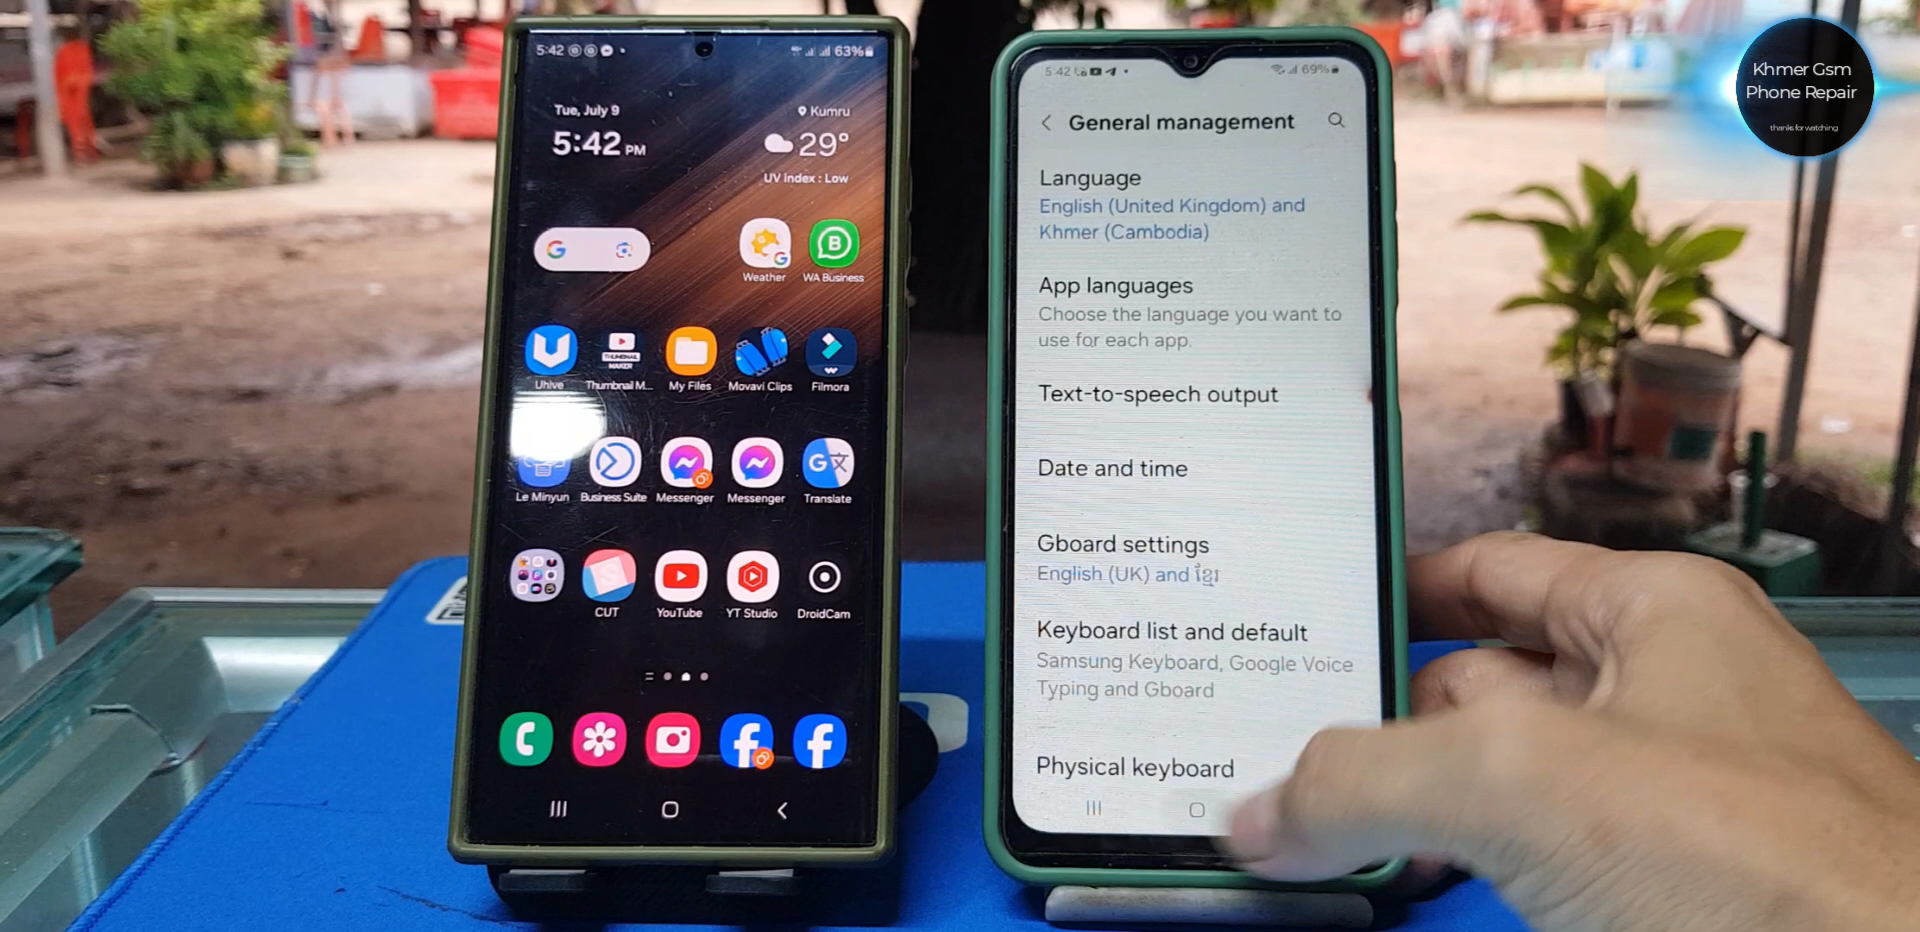 5:42
63%
Tue, July 9
5:42 PM
Kumru
29°
UV index : Low
Weather
WA Business
Uhive
Thumbnail M...
My Files
Movavi Clips
Filmora
THUMBNAIL
MAKER
Le Minyun
Business Suite
Messenger
Messenger
Translate
CUT
YouTube
YT Studio
DroidCam
5:42
69%
General management
Language
English (United Kingdom) and
Khmer (Cambodia)
App languages
Choose the language you want to
use for each app.
Text-to-speech output
Date and time
Gboard settings
English (UK) and ខ្មែរ
Keyboard list and default
Samsung Keyboard, Google Voice
Typing and Gboard
Physical keyboard
Khmer Gsm
Phone Repair
thanks for watching